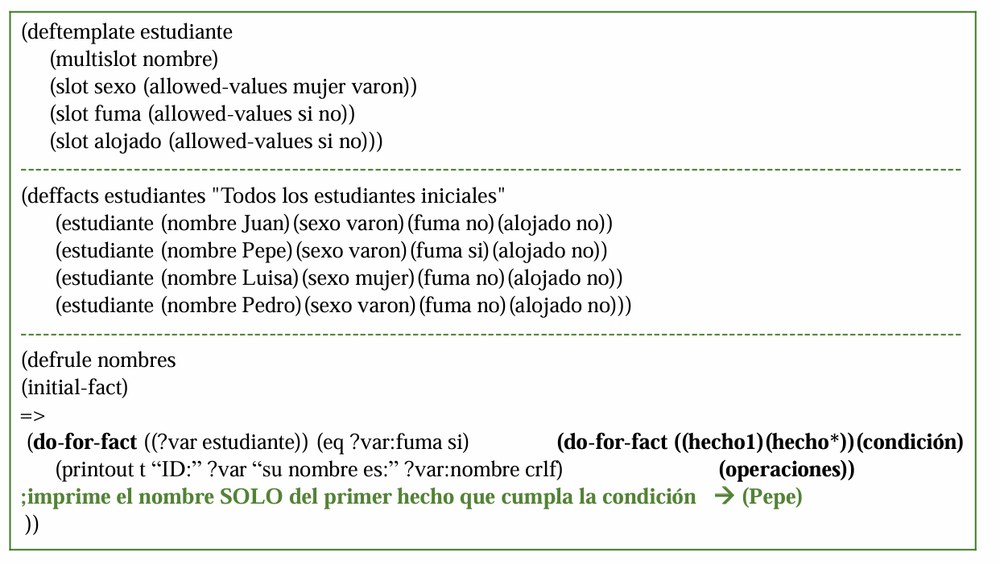 (deftemplate estudiante
(multislot nombre)
(slot sexo (allowed-values mujer varon))
(slot fuma (allowed-values si no))
(slot alojado (allowed-values si no)))
(deffacts estudiantes "Todos los estudiantes iniciales"
(estudiante (nombre Juan)(sexo varon)(fuma no)(alojado no))
(estudiante (nombre Pepe)(sexo varon)(fuma si)(alojado no))
(estudiante (nombre Luisa)(sexo mujer)(fuma no)(alojado no))
(estudiante (nombre Pedro)(sexo varon)(fuma no)(alojado no)))
(defrule nombres
(initial-fact)
=>
(do-for-fact ((?var estudiante)) (eq ?var:fuma si) (do-for-fact ((hecho1)(hecho*))(condición)
(printout t “ID:” ?var “su nombre es:” ?var:nombre crlf) (operaciones))
;imprime el nombre SOLO del primer hecho que cumpla la condición → (Pepe)
))